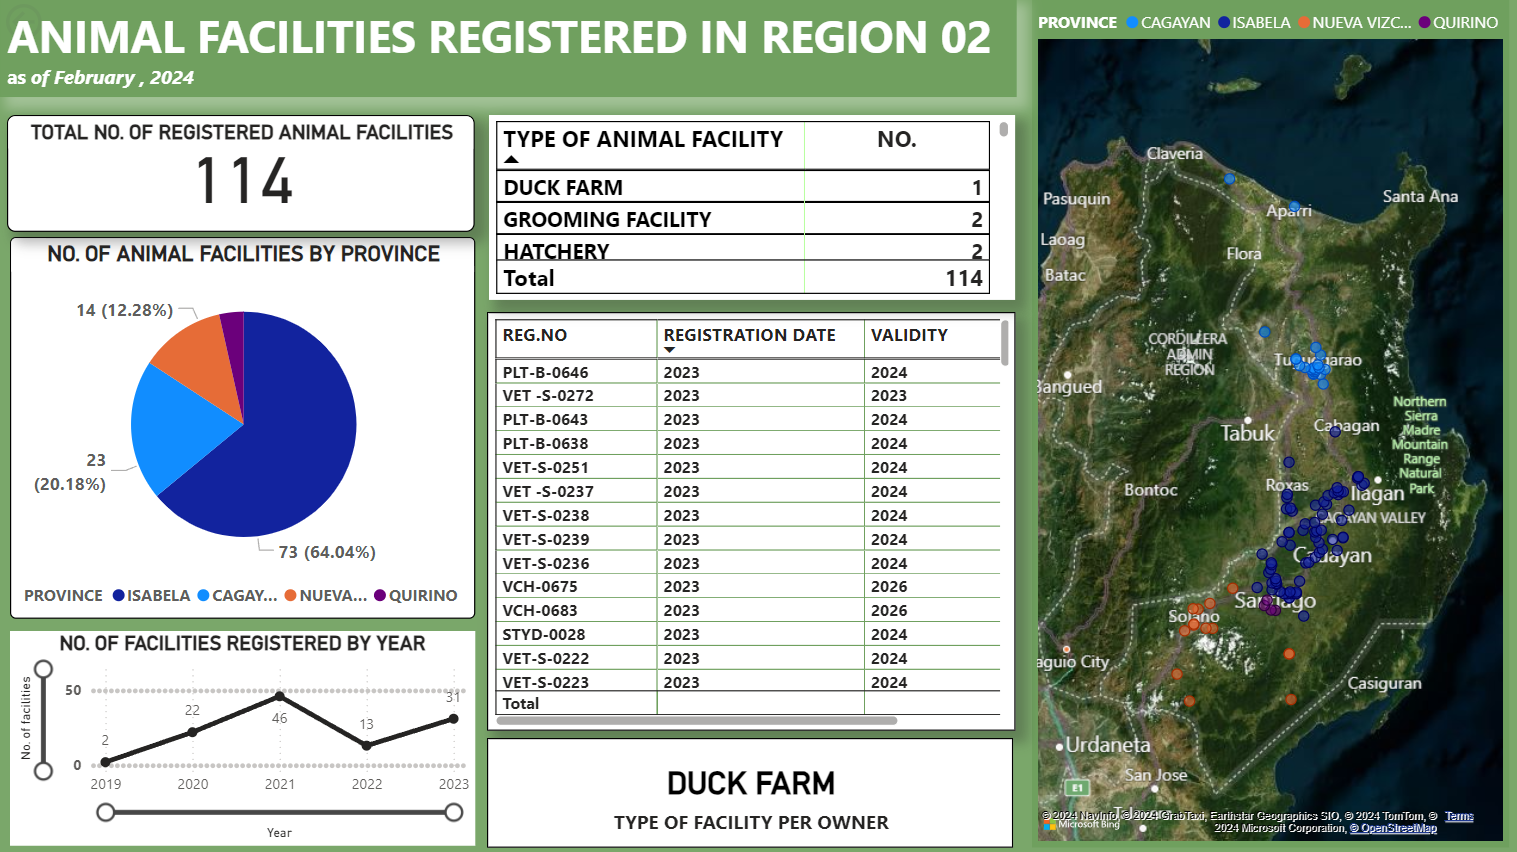 ANIMAL FACILITIES REGISTERED IN REGION 02
as of February , 2024
TOTAL NO. OF REGISTERED ANIMAL FACILITIES
114
NO. OF ANIMAL FACILITIES BY PROVINCE
14 (12.28%)
23
(20.18%)
73 (64.04%)
PROVINCE ISABELA CAGAY... NUEVA... QUIRINO
NO. OF FACILITIES REGISTERED BY YEAR
No. of facilities
50
0
2
22
46
13
31
2019 2020 2021 2022 2023
Year
TYPE OF ANIMAL FACILITY NO.
DUCK FARM 1
GROOMING FACILITY 2
HATCHERY 2
Total 114
REG.NO REGISTRATION DATE VALIDITY
PLT-B-0646 2023 2024
VET -S-0272 2023 2023
PLT-B-0643 2023 2024
PLT-B-0638 2023 2024
VET-S-0251 2023 2024
VET -S-0237 2023 2024
VET-S-0238 2023 2024
VET-S-0239 2023 2024
VET-S-0236 2023 2024
VCH-0675 2023 2026
VCH-0683 2023 2026
STYD-0028 2023 2024
VET-S-0222 2023 2024
VET-S-0223 2023 2024
Total
DUCK FARM
TYPE OF FACILITY PER OWNER
PROVINCE CAGAYAN ISABELA NUEVA VIZC... QUIRINO
Claveria
Pasuquin
Santa Ana
Aparri
Laoag
Flora
Batac
CORDILLERA
ADMIN
REGION
Tuguegarao
Bangued
Northern
Sierra
Madre
Mountain
Range
Natural
Park
Cabagan
Tabuk
Roxas
Bontoc
Ilagan
CAGAYAN VALLEY
Cauayan
Santiago
Solano
aguio City
Casiguran
Urdaneta
San Jose
E1
Microsoft Bing
© 2024 NavInfo, © 2024 GrabTaxi, Earthstar Geographics SIO, © 2024 TomTom, © Terms
2024 Microsoft Corporation, © OpenStreetMap